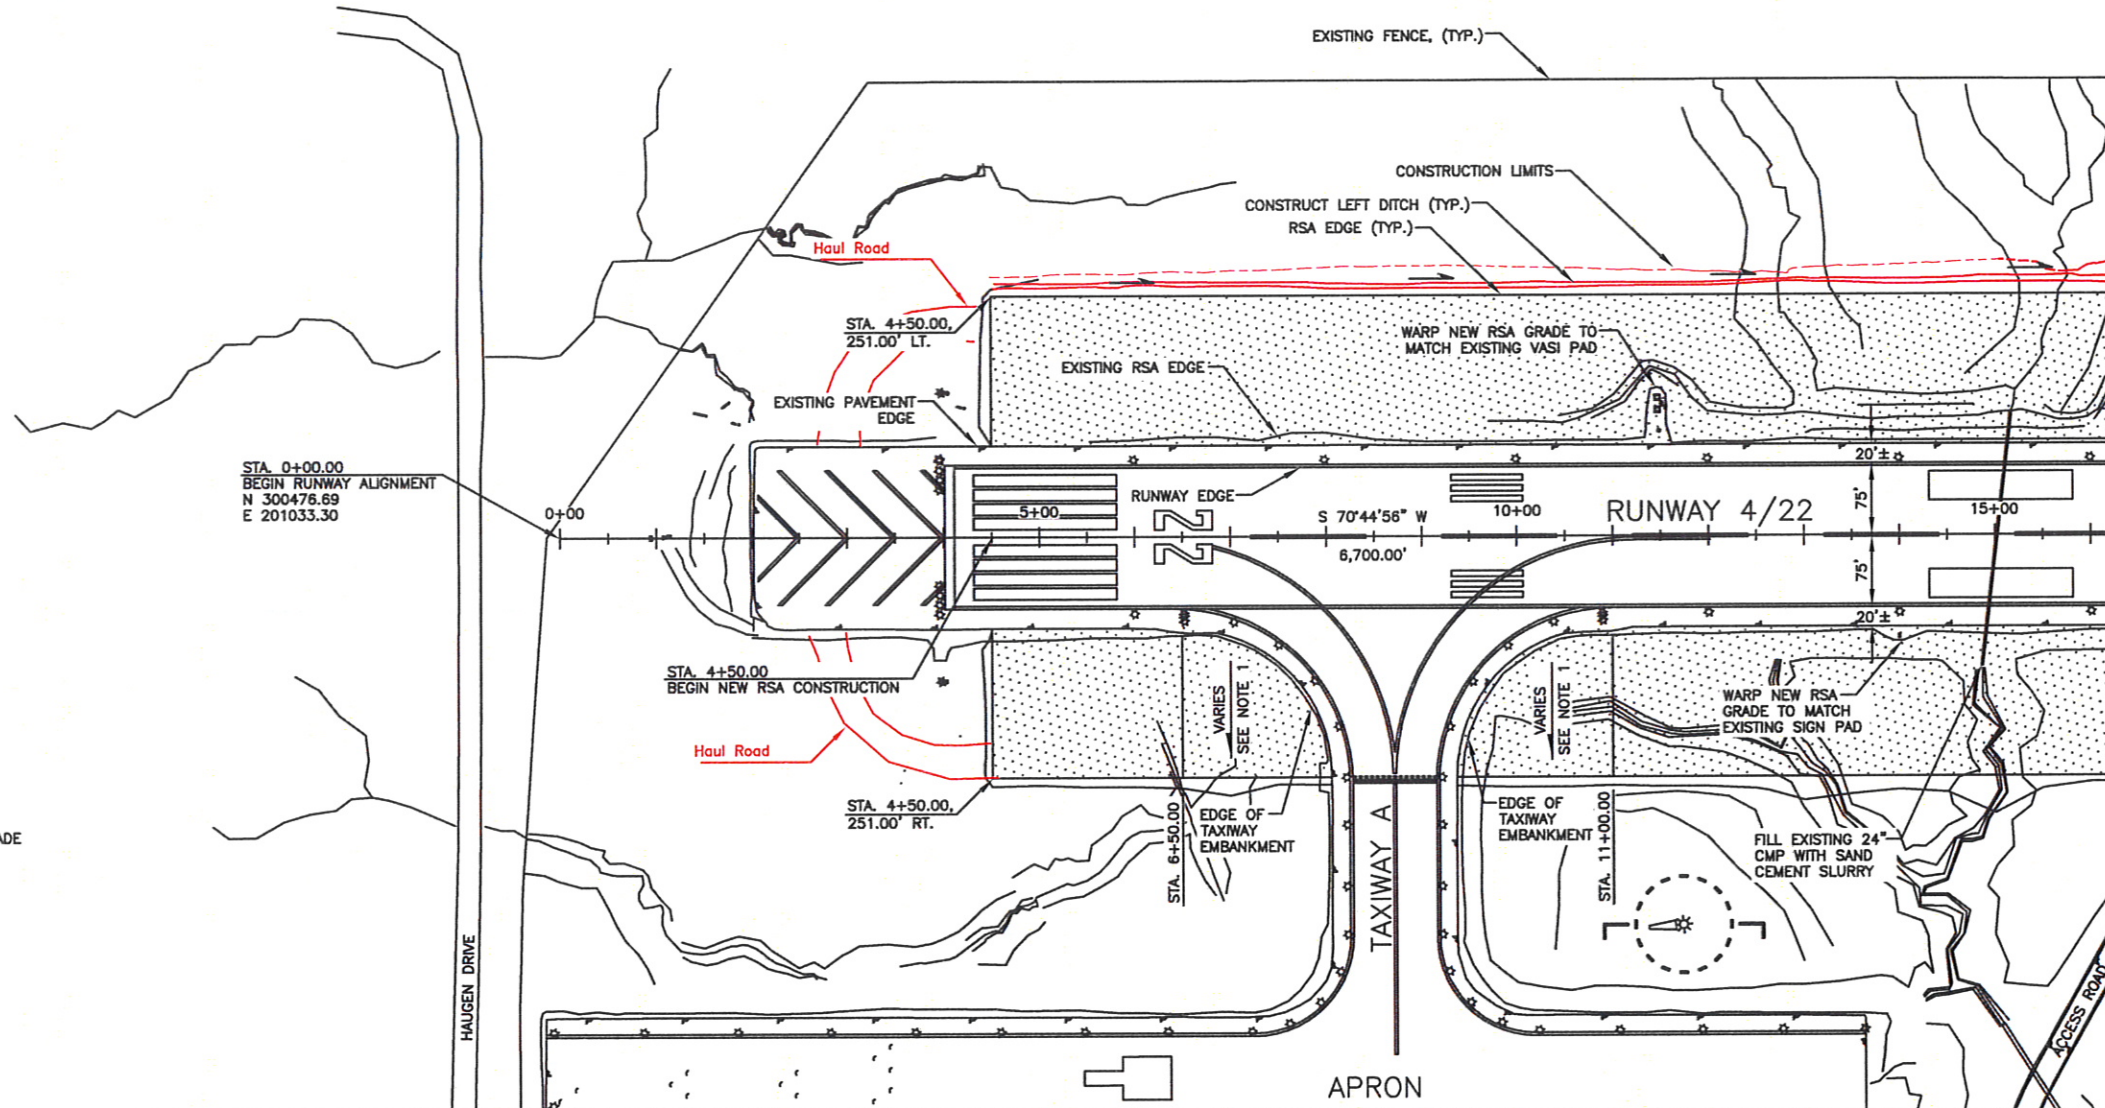 EXISTING FENCE, (TYP.)
CONSTRUCTION LIMITS
CONSTRUCT LEFT DITCH (TYP.)
RSA EDGE (TYP.)
Haul Road
STA. 4+50.00,
251.00' LT.
WARP NEW RSA GRADE TO
MATCH EXISTING VASI PAD
EXISTING RSA EDGE
EXISTING PAVEMENT
EDGE
STA. 0+00.00
BEGIN RUNWAY ALIGNMENT
N 300476.69
E 201033.30
0+00
5+00
RUNWAY EDGE
22
S 70°44'56" W
6,700.00'
10+00
RUNWAY 4/22
20'±
75'
15+00
75'
20'±
STA. 4+50.00
BEGIN NEW RSA CONSTRUCTION
VARIES
SEE NOTE 1
VARIES
SEE NOTE 1
WARP NEW RSA
GRADE TO MATCH
EXISTING SIGN PAD
Haul Road
STA. 4+50.00,
251.00' RT.
STA. 6+50.00
EDGE OF
TAXIWAY
EMBANKMENT
TAXIWAY A
EDGE OF
TAXIWAY
EMBANKMENT
STA. 11+00.00
FILL EXISTING 24"
CMP WITH SAND
CEMENT SLURRY
ADE
HAUGEN DRIVE
ACCESS ROAD
APRON